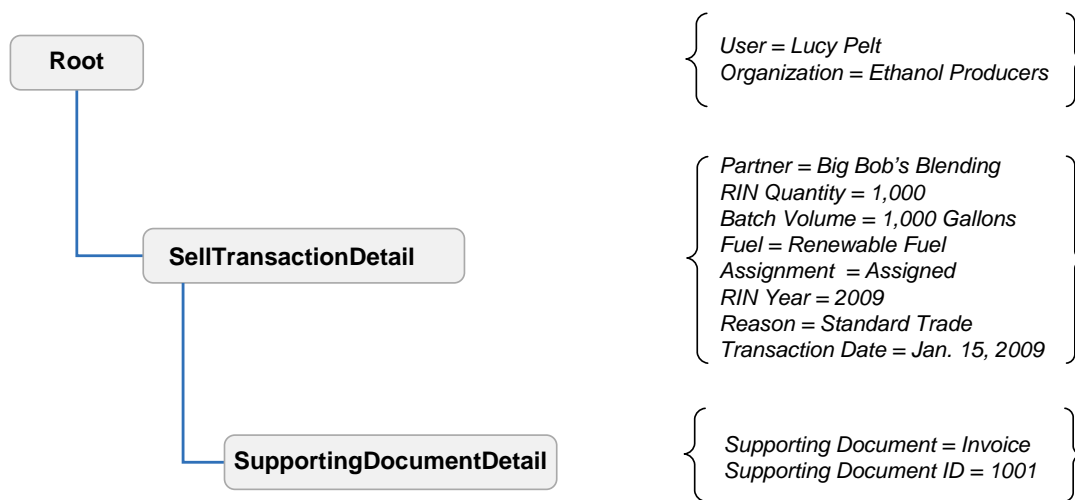 Root
User = Lucy Pelt
Organization = Ethanol Producers
SellTransactionDetail
Partner = Big Bob’s Blending
RIN Quantity = 1,000
Batch Volume = 1,000 Gallons
Fuel = Renewable Fuel
Assignment = Assigned
RIN Year = 2009
Reason = Standard Trade
Transaction Date = Jan. 15, 2009
SupportingDocumentDetail
Supporting Document = Invoice
Supporting Document ID = 1001